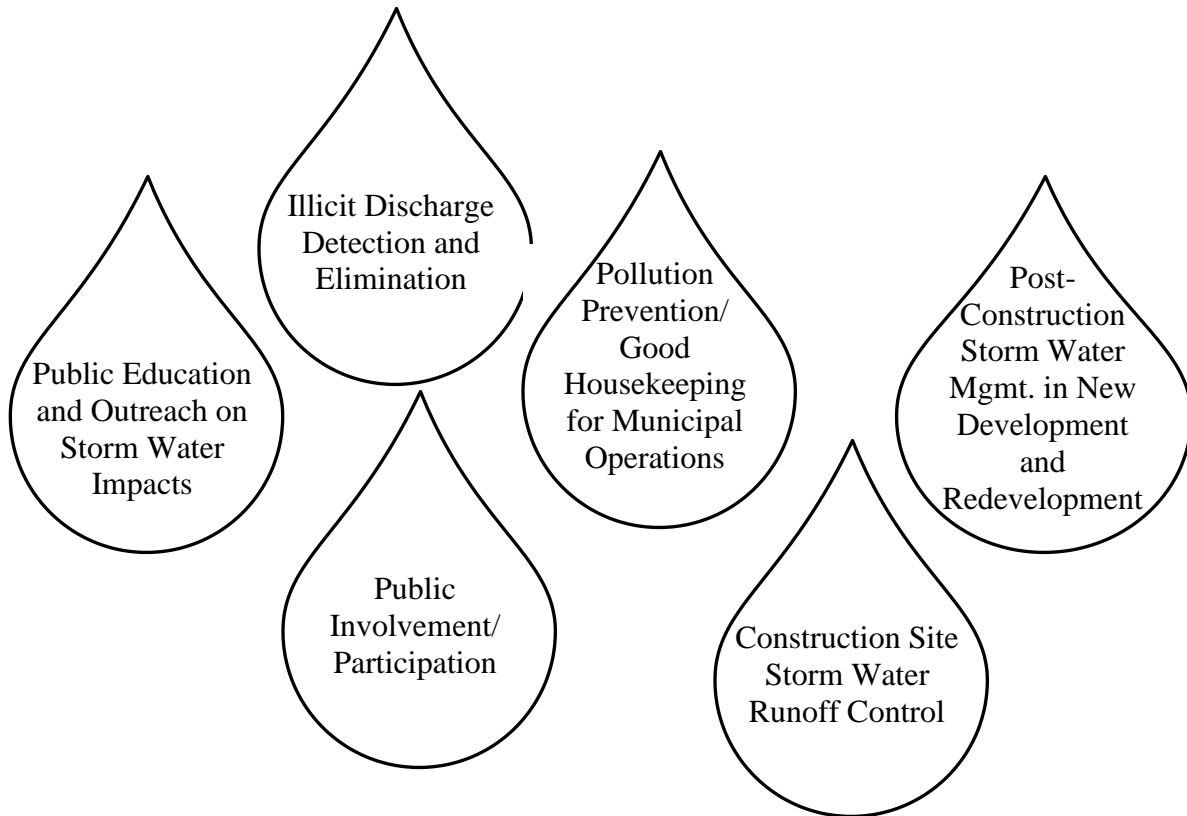 Illicit Discharge
Detection and
Elimination
Public Education
and Outreach on
Storm Water
Impacts
Pollution
Prevention/
Good
Housekeeping
for Municipal
Operations
Post-
Construction
Storm Water
Mgmt. in New
Development
and
Redevelopment
Public
Involvement/
Participation
Construction Site
Storm Water
Runoff Control